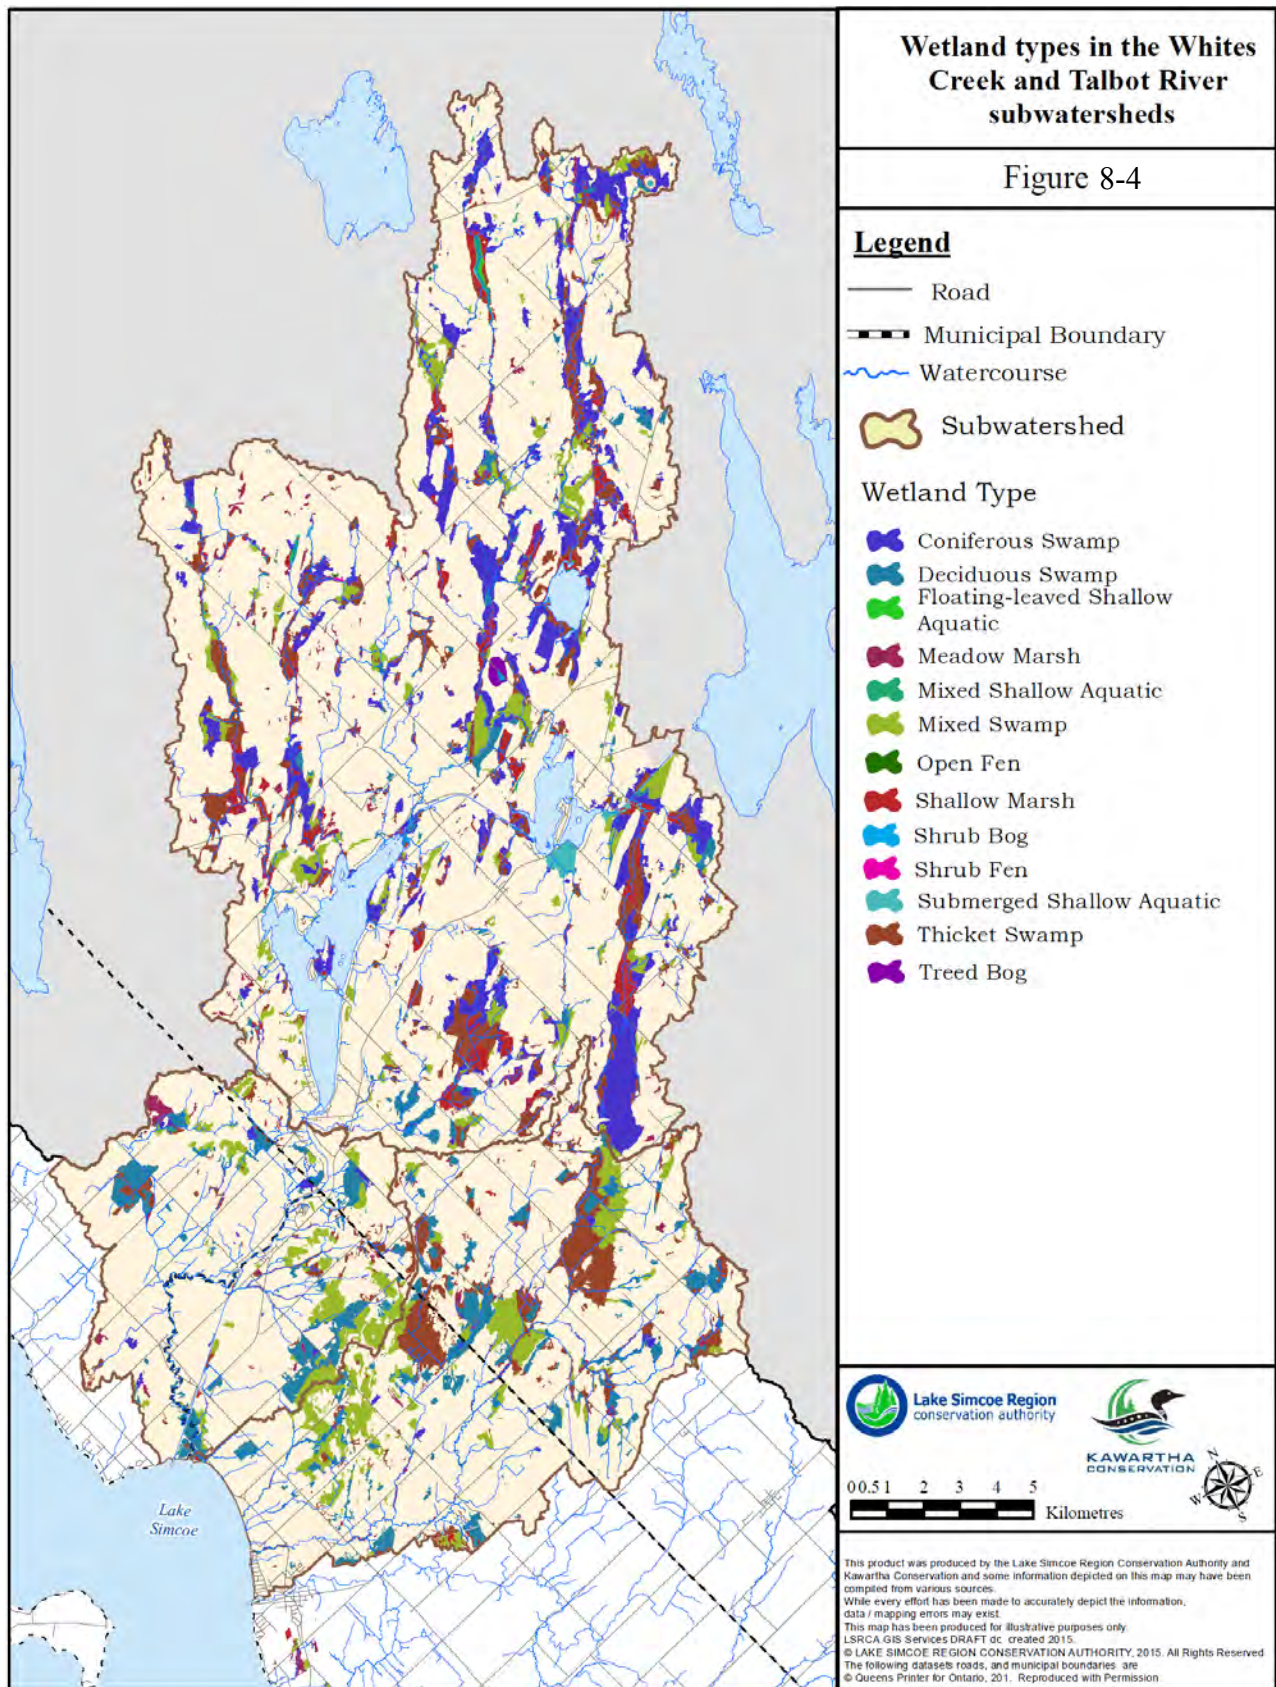 Wetland types in the Whites
Creek and Talbot River
subwatersheds
Figure 8-4
Legend
Road
Municipal Boundary
Watercourse
Subwatershed
Wetland Type
Coniferous Swamp
Deciduous Swamp
Floating-leaved Shallow
Aquatic
Meadow Marsh
Mixed Shallow Aquatic
Mixed Swamp
Open Fen
Shallow Marsh
Shrub Bog
Shrub Fen
Submerged Shallow Aquatic
Thicket Swamp
Treed Bog
Lake
Simcoe
Lake Simcoe Region
conservation authority
KAWARTHA
CONSERVATION
N
E
W
S
0 0.5 1 2 3 4 5
Kilometres
This product was produced by the Lake Simcoe Region Conservation Authority and
Kawartha Conservation and some information depicted on this map may have been
compiled from various sources.
While every effort has been made to accurately depict the information,
data / mapping errors may exist.
This map has been produced for illustrative purposes only.
LSRCA GIS Services DRAFT dc. created 2015.
© LAKE SIMCOE REGION CONSERVATION AUTHORITY, 2015. All Rights Reserved
The following datasets roads, and municipal boundaries are
© Queens Printer for Ontario, 201. Reproduced with Permission